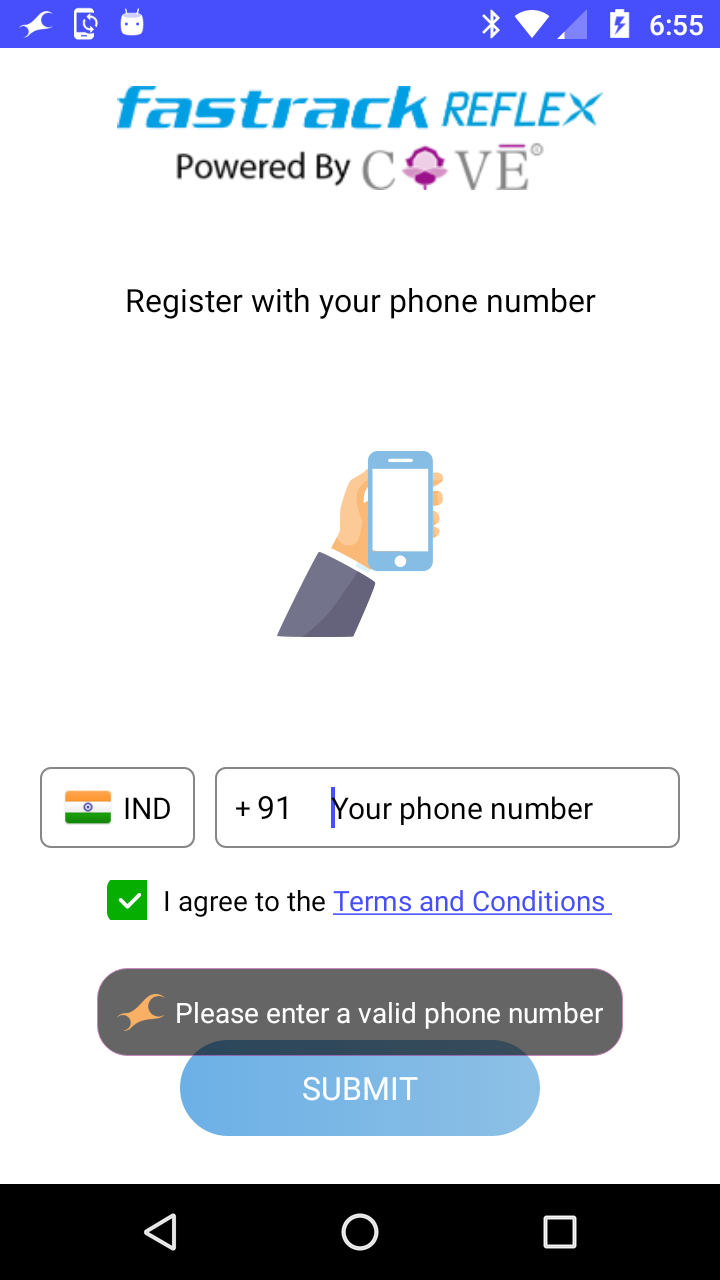 6:55
fastrack REFLEX
Powered By COVĒ®
Register with your phone number
IND
+ 91
Your phone number
I agree to the Terms and Conditions
Please enter a valid phone number
SUBMIT